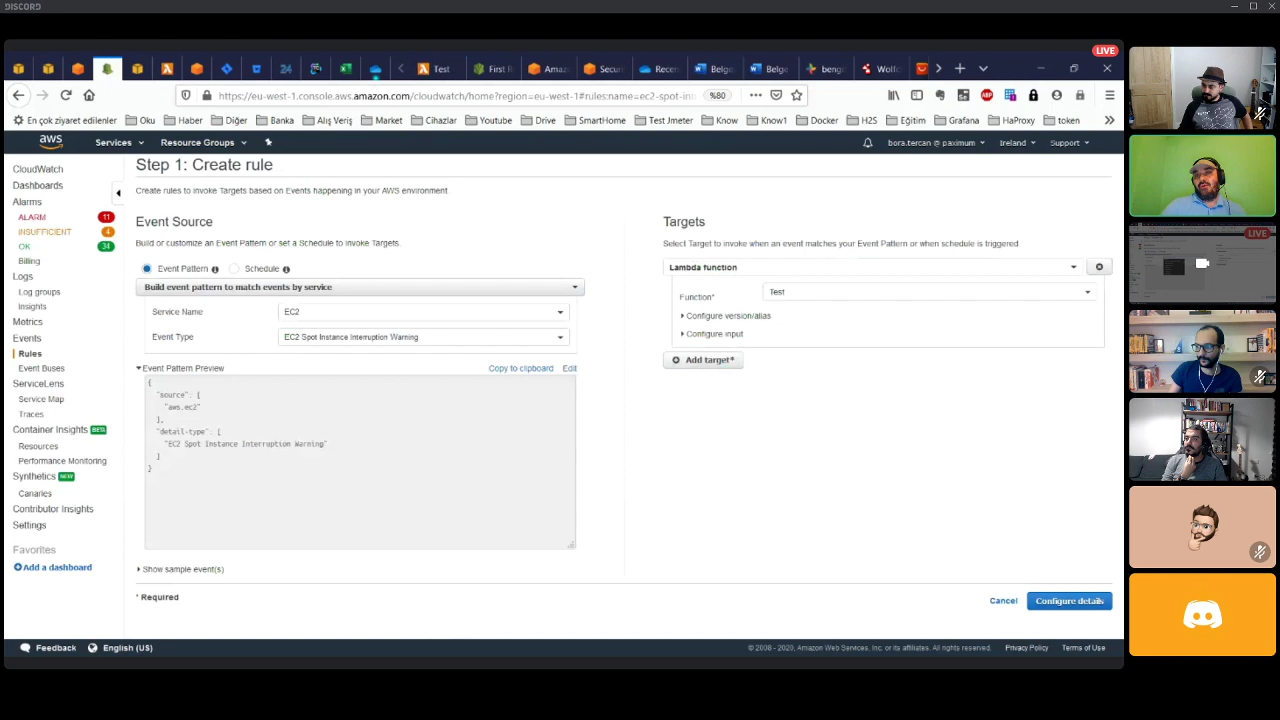 DISCORD
LIVE
Test
First R
Amaz
Secur
Recen
Belge
Belge
beng
Wolfc
https://eu-west-1.console.aws.amazon.com/cloudwatch/home?region=eu-west-1#rules:name=ec2-spot-int
%80
En çok ziyaret edilenler
Oku
Haber
Diğer
Banka
Alış Veriş
Market
Cihazlar
Youtube
Drive
SmartHome
Test Jmeter
Know
Know1
Docker
H2S
Eğitim
Grafana
HaProxy
token
aws
Services
Resource Groups
bora.tercan @ paximum
Ireland
Support
CloudWatch
Dashboards
Alarms
ALARM 11
INSUFFICIENT 4
OK 34
Billing
Logs
Log groups
Insights
Metrics
Events
Rules
Event Buses
ServiceLens
Service Map
Traces
Container Insights BETA
Resources
Performance Monitoring
Synthetics NEW
Canaries
Contributor Insights
Settings
Favorites
Add a dashboard
Step 1: Create rule
Create rules to invoke Targets based on Events happening in your AWS environment.
Event Source
Build or customize an Event Pattern or set a Schedule to invoke Targets.
Event Pattern
Schedule
Build event pattern to match events by service
Service Name EC2
Event Type EC2 Spot Instance Interruption Warning
Event Pattern Preview
Copy to clipboard
Edit
{
"source": [
"aws.ec2"
],
"detail-type": [
"EC2 Spot Instance Interruption Warning"
]
}
Show sample event(s)
* Required
Targets
Select Target to invoke when an event matches your Event Pattern or when schedule is triggered.
Lambda function
Function* Test
Configure version/alias
Configure input
Add target*
Cancel
Configure details
Feedback
English (US)
© 2008 - 2020, Amazon Web Services, Inc. or its affiliates. All rights reserved.
Privacy Policy
Terms of Use
LIVE